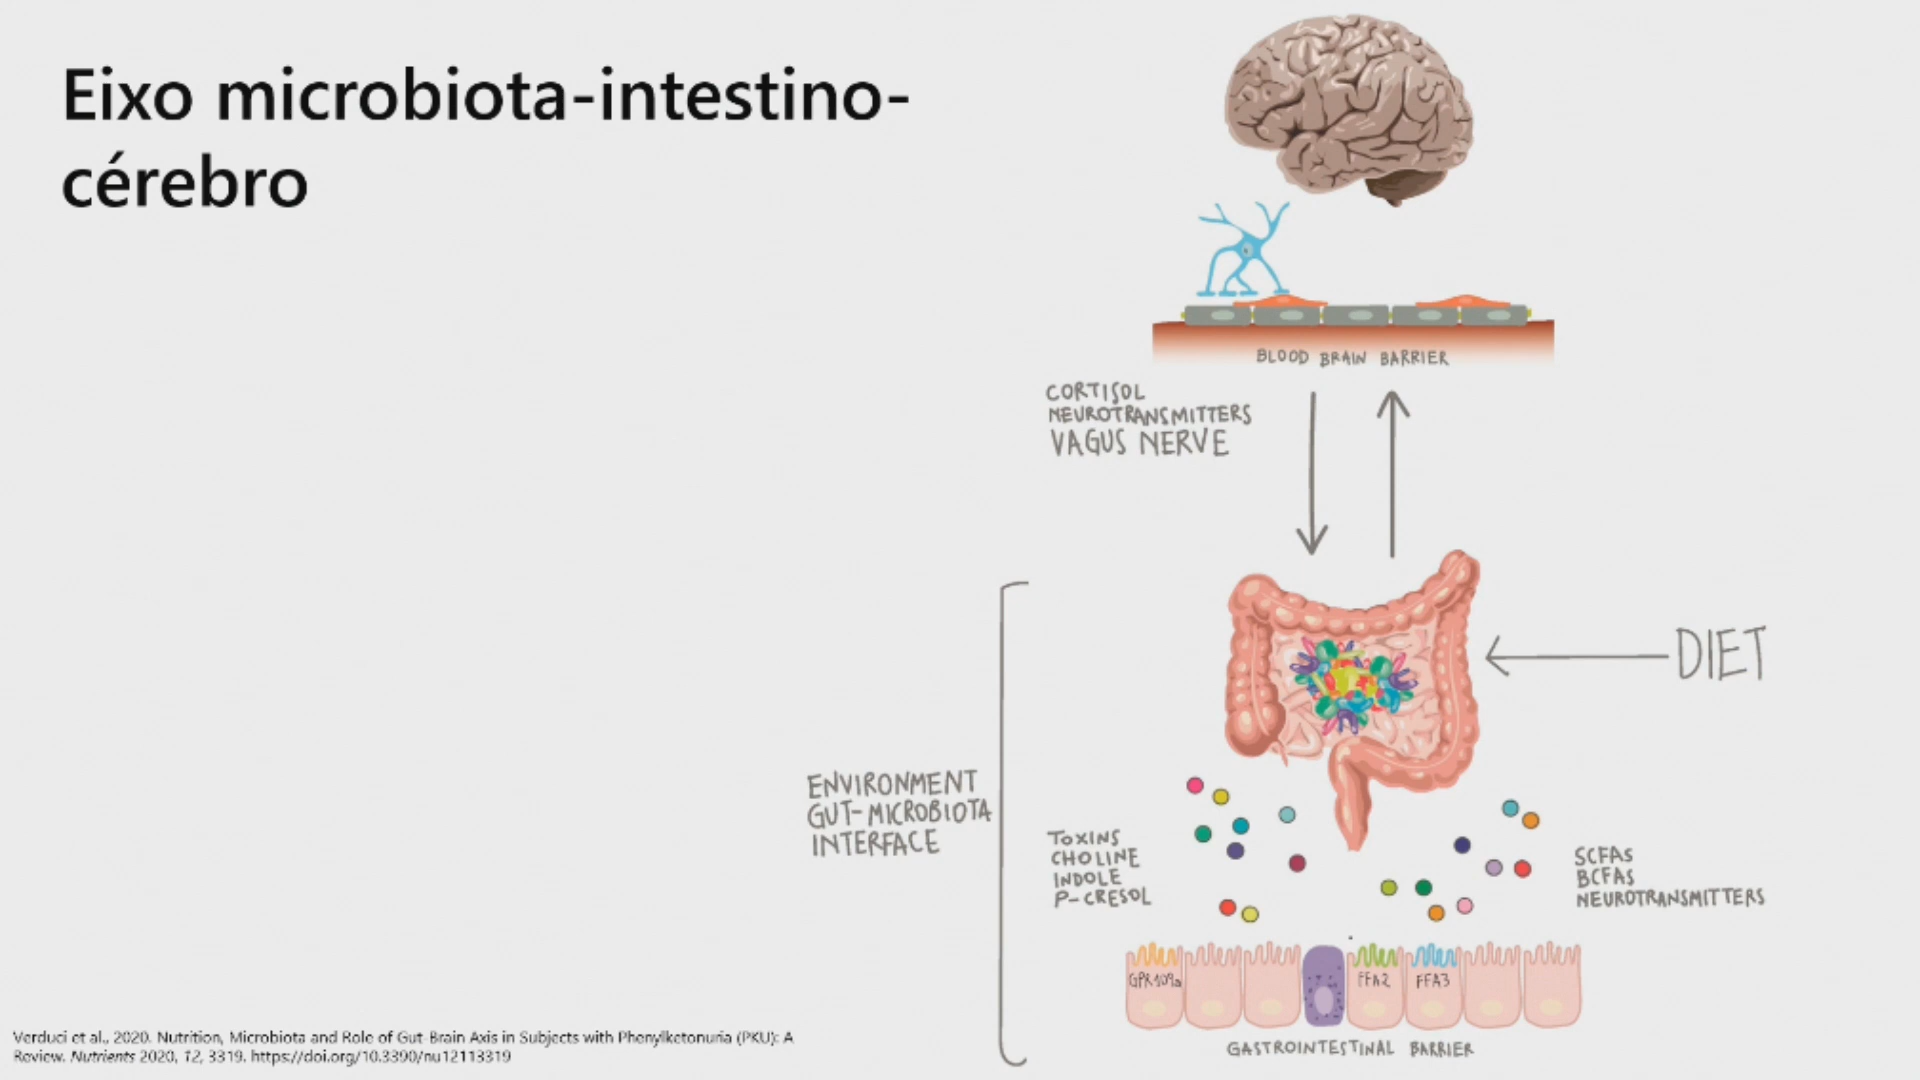 Eixo microbiota-intestino-
cérebro
BLOOD BRAIN BARRIER
CORTISOL
NEUROTRANSMITTERS
VAGUS NERVE
DIET
ENVIRONMENT
GUT-MICROBIOTA
INTERFACE
TOXINS
CHOLINE
INDOLE
P-CRESOL
SCFAS
BCFAS
NEUROTRANSMITTERS
GPR109a
FFA2
FFA3
GASTROINTESTINAL BARRIER
Verduci et al., 2020. Nutrition, Microbiota and Role of Gut-Brain Axis in Subjects with Phenylketonuria (PKU): A
Review. Nutrients 2020, 12, 3319. https://doi.org/10.3390/nu12113319